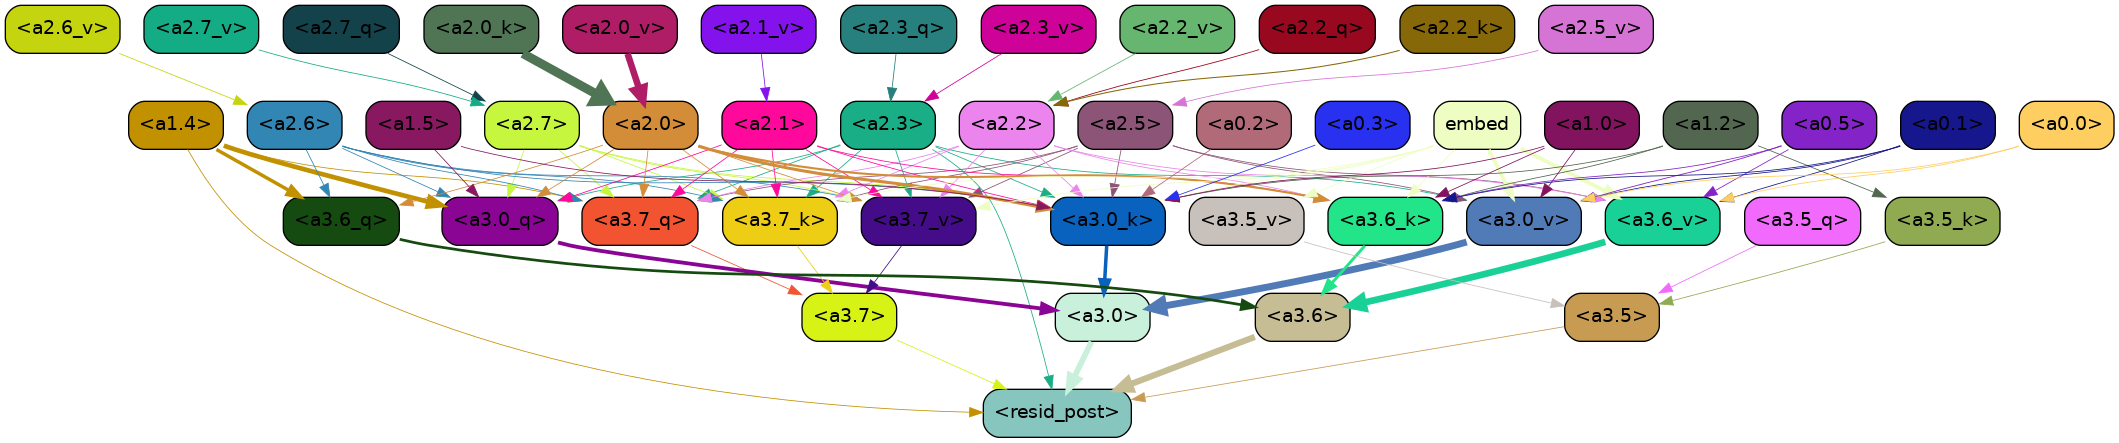 <a2.6_v> <a2.7_v> <a2.7_q> <a2.0_k> <a2.0_v> <a2.1_v> <a2.3_q> <a2.3_v> <a2.2_v> <a2.2_q> <a2.2_k> <a2.5_v>
<a1.4> <a2.6> <a1.5> <a2.7> <a2.0> <a2.1> <a2.3> <a2.2> <a2.5> <a0.2> <a0.3> embed <a1.0> <a1.2> <a0.5> <a0.1> <a0.0>
<a3.6_q> <a3.0_q> <a3.7_q> <a3.7_k> <a3.7_v> <a3.0_k> <a3.5_v> <a3.6_k> <a3.0_v> <a3.6_v> <a3.5_q> <a3.5_k>
<a3.7> <a3.0> <a3.6> <a3.5>
<resid_post>